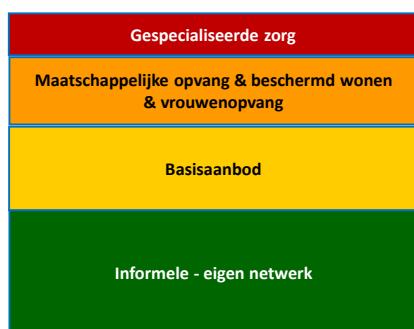 Gespecialiseerde zorg
Maatschappelijke opvang & beschermd wonen
& vrouwenopvang
Basisaanbod
Informele - eigen netwerk